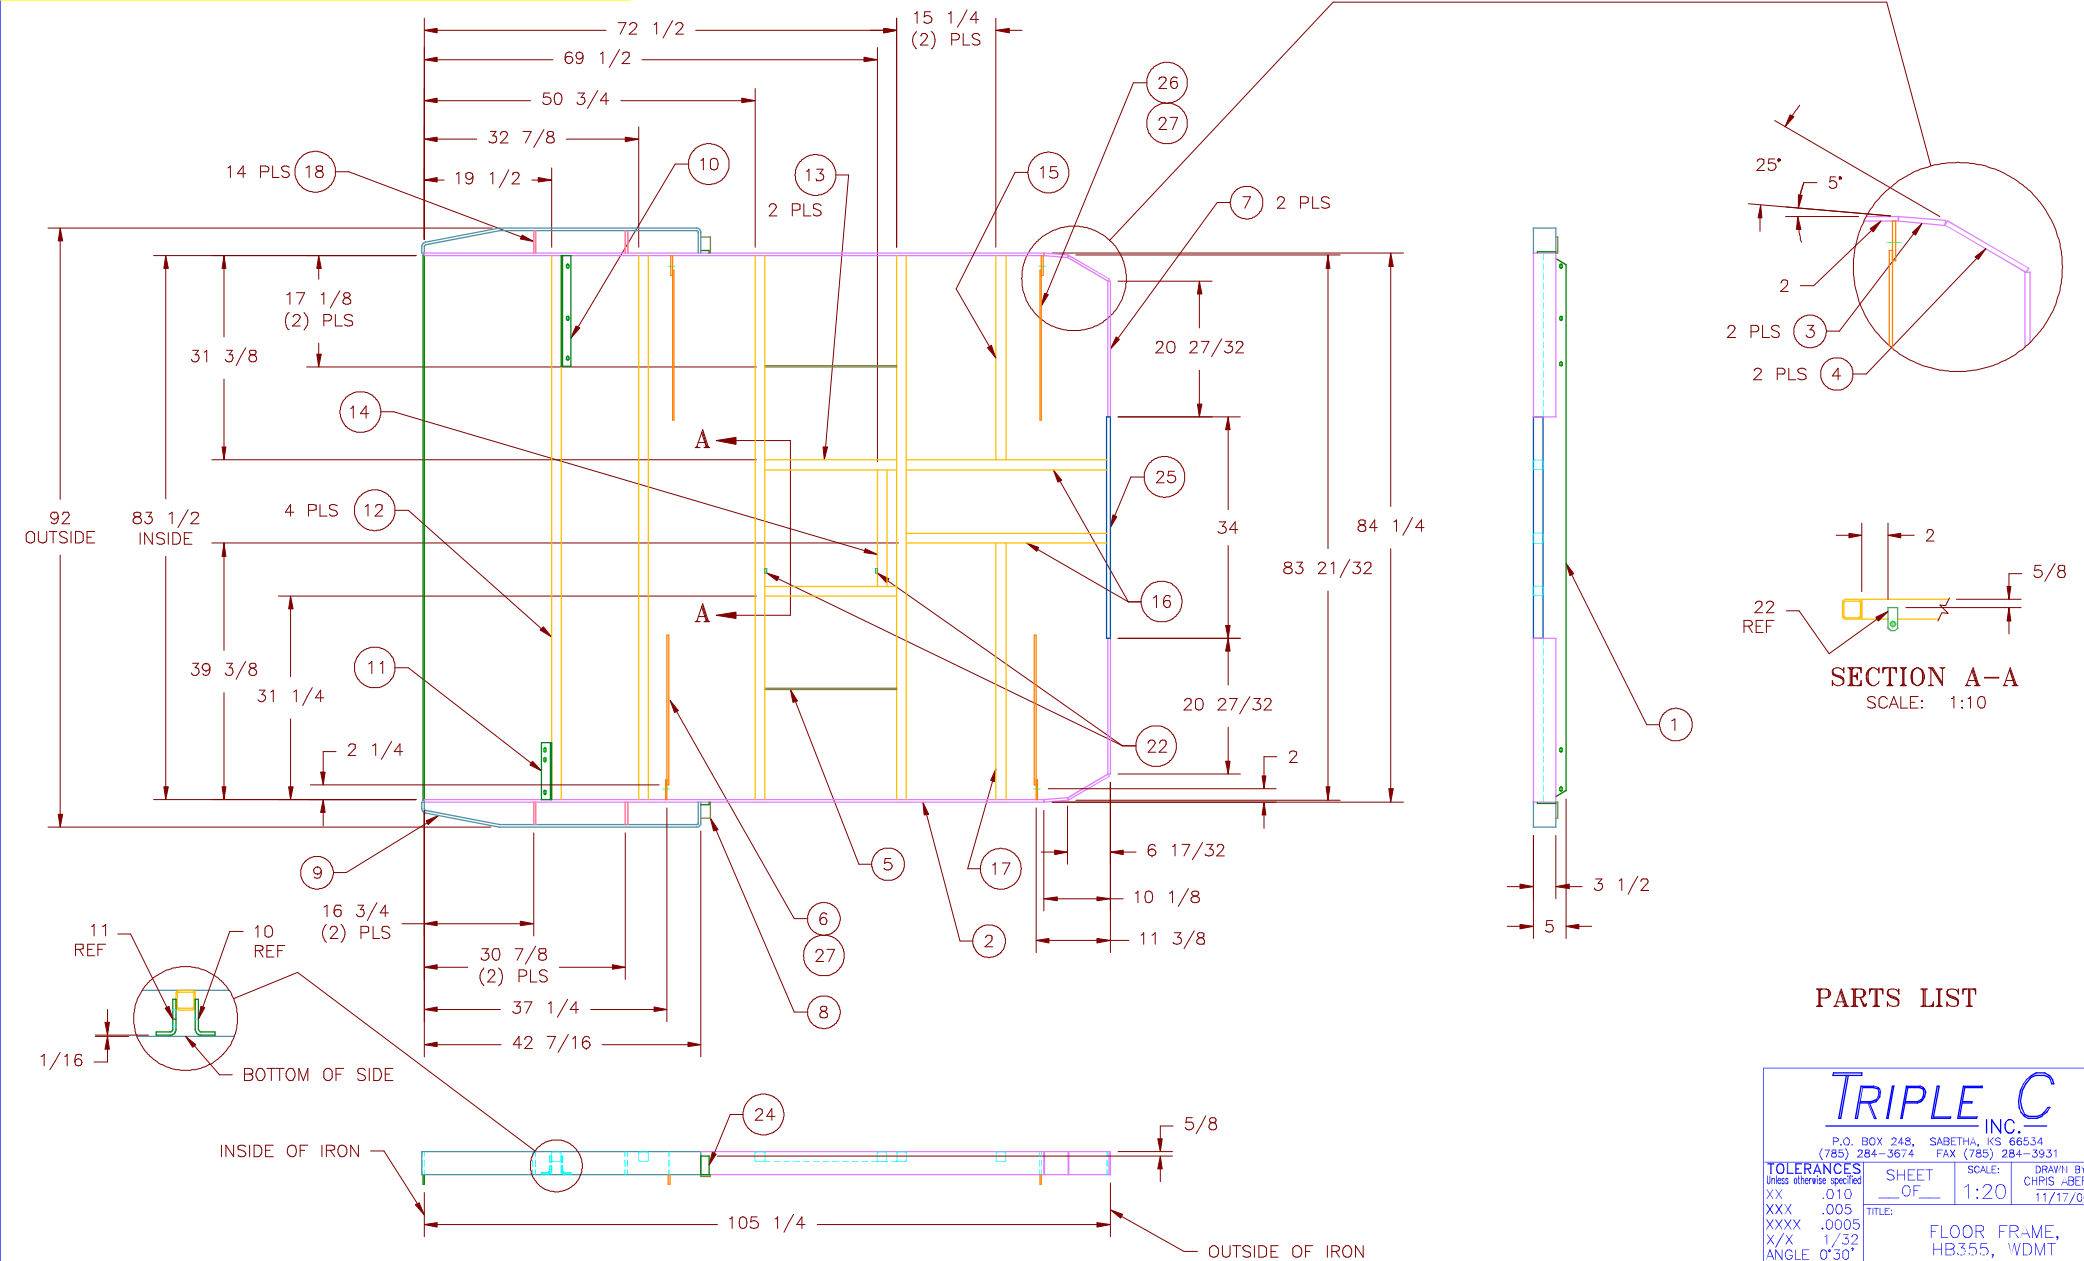 72 1/2
15 1/4
(2) PLS
69 1/2
50 3/4
32 7/8
19 1/2
14 PLS 18
10
13
2 PLS
15
26
27
7 2 PLS
25°
5°
2
2 PLS 3
2 PLS 4
17 1/8
(2) PLS
31 3/8
14
A
A
20 27/32
25
34
84 1/4
83 21/32
92
OUTSIDE
83 1/2
INSIDE
4 PLS 12
39 3/8
31 1/4
11
2 1/4
16
20 27/32
22
2
2
5/8
22
REF
SECTION A-A
SCALE: 1:10
1
9
5
17
6 17/32
10 1/8
11 3/8
3 1/2
5
16 3/4
(2) PLS
30 7/8
(2) PLS
37 1/4
42 7/16
6
27
8
2
11
REF
10
REF
1/16
BOTTOM OF SIDE
PARTS LIST
INSIDE OF IRON
24
5/8
105 1/4
OUTSIDE OF IRON
TRIPLE C
INC.
P.O. BOX 248, SABETHA, KS 66534
(785) 284-3674 FAX (785) 284-3931
TOLERANCES
Unless otherwise specified
XX .010
XXX .005
XXXX .0005
X/X 1/32
ANGLE 0°30'
SHEET
__OF__
SCALE:
1:20
DRAWN BY
CHRIS
11/17/0
TITLE:
FLOOR FRAME,
HB355, WDMT